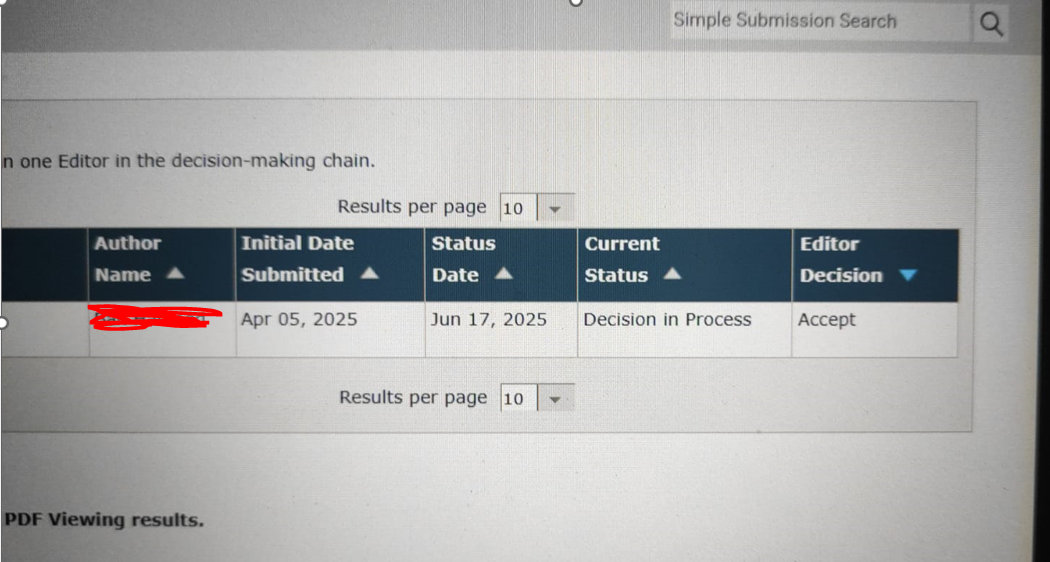 Simple Submission Search
n one Editor in the decision-making chain.
Results per page 10
Author Name Initial Date Submitted Status Date Current Status Editor Decision
Apr 05, 2025 Jun 17, 2025 Decision in Process Accept
Results per page 10
PDF Viewing results.